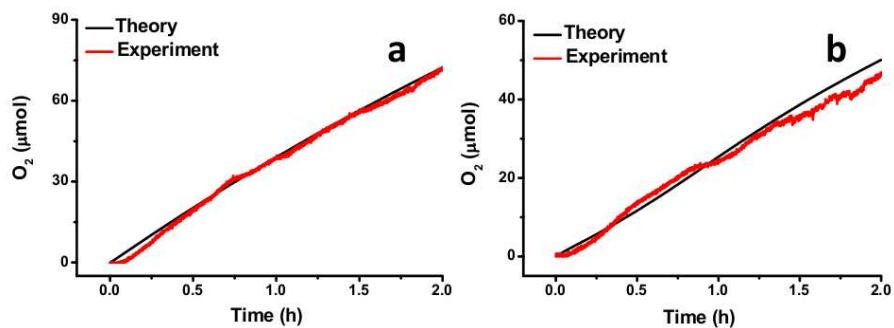 Theory
Experiment
a
90
60
30
0
O₂ (μmol)
0.0 0.5 1.0 1.5 2.0
Time (h)
Theory
Experiment
b
60
40
20
0
O₂ (μmol)
0.0 0.5 1.0 1.5 2.0
Time (h)